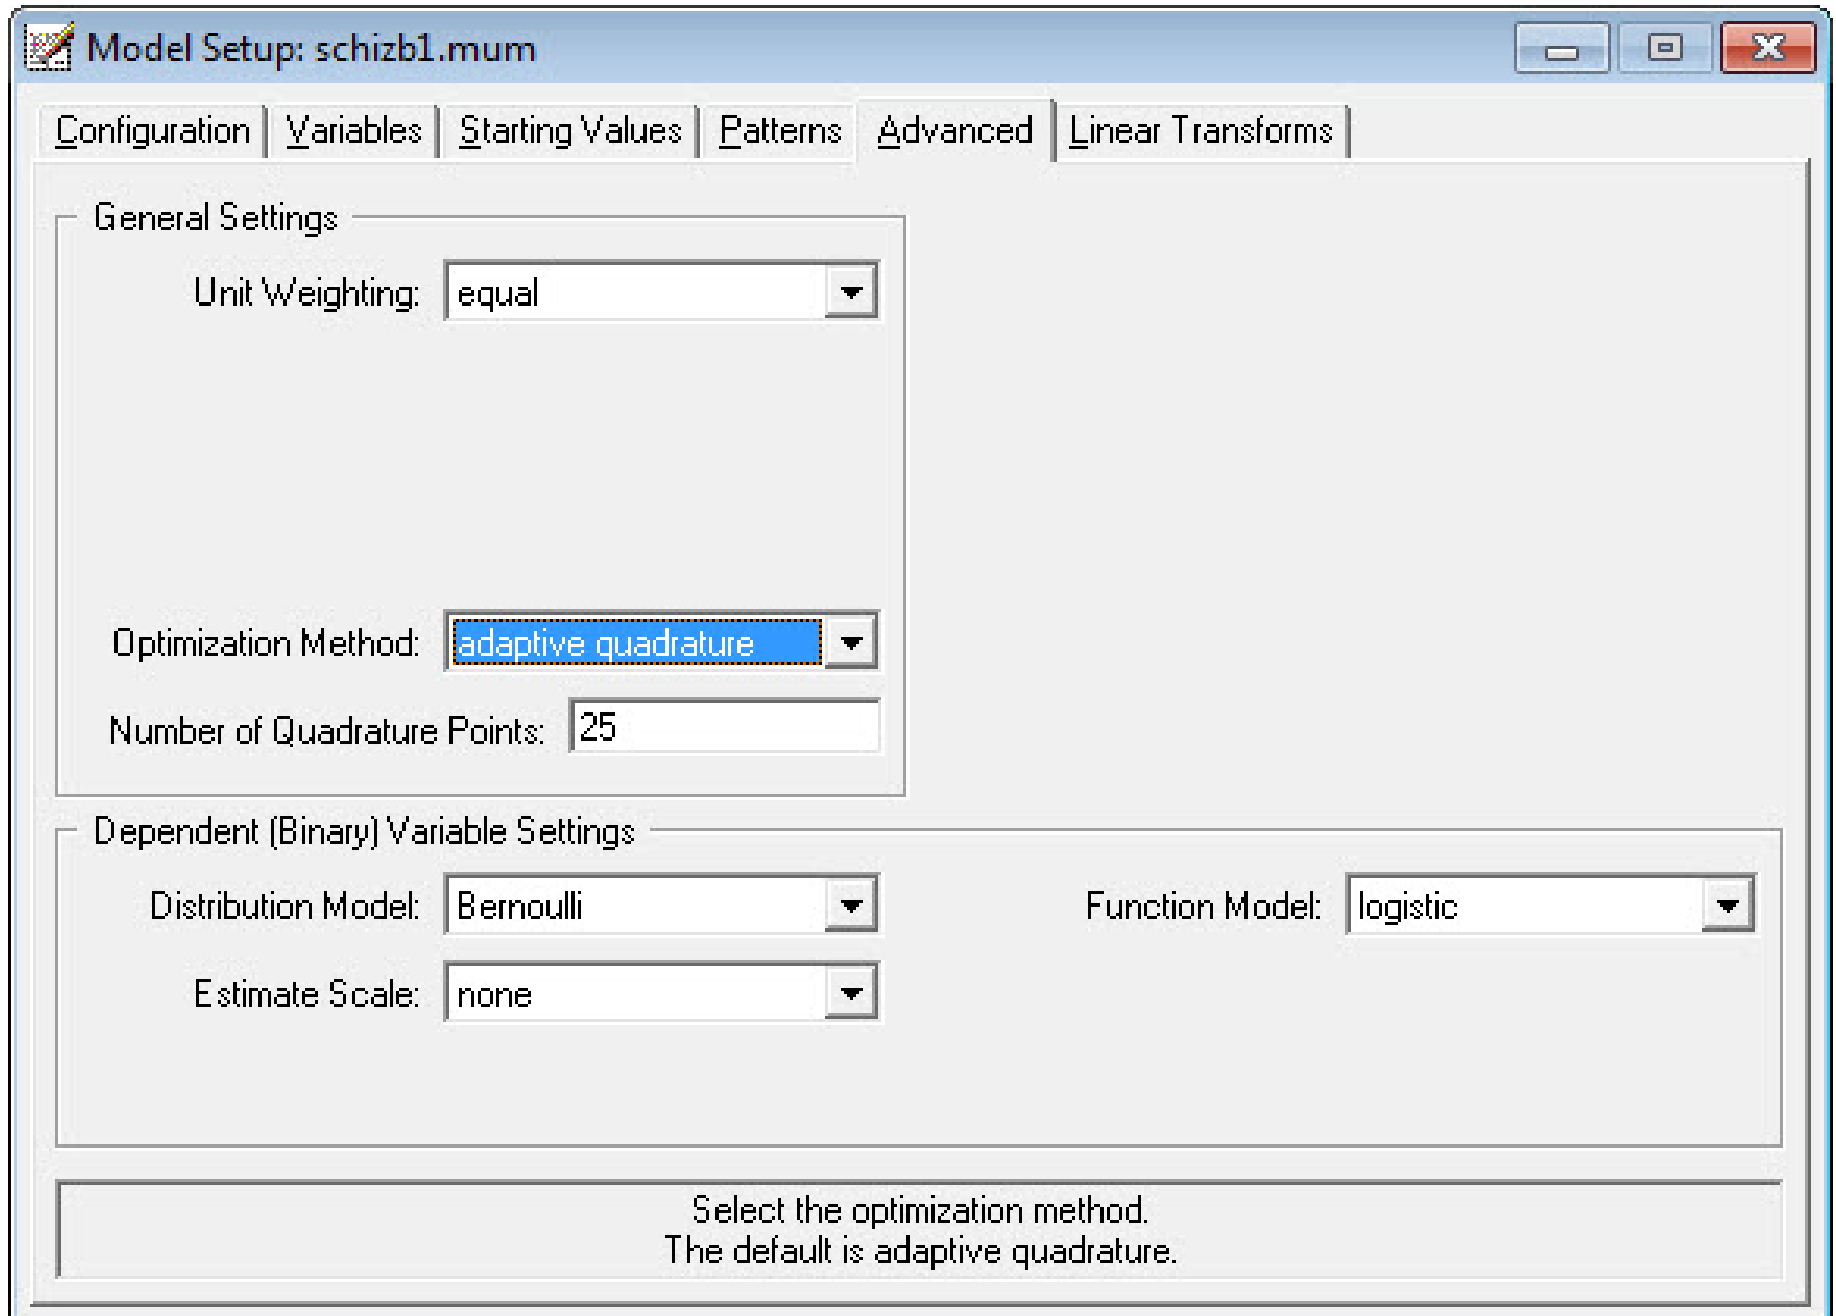 Model Setup: schizb1.mum
Configuration Variables Starting Values Patterns Advanced Linear Transforms
General Settings
Unit Weighting: equal
Optimization Method: adaptive quadrature
Number of Quadrature Points: 25
Dependent (Binary) Variable Settings
Distribution Model: Bernoulli Function Model: logistic
Estimate Scale: none
Select the optimization method.
The default is adaptive quadrature.